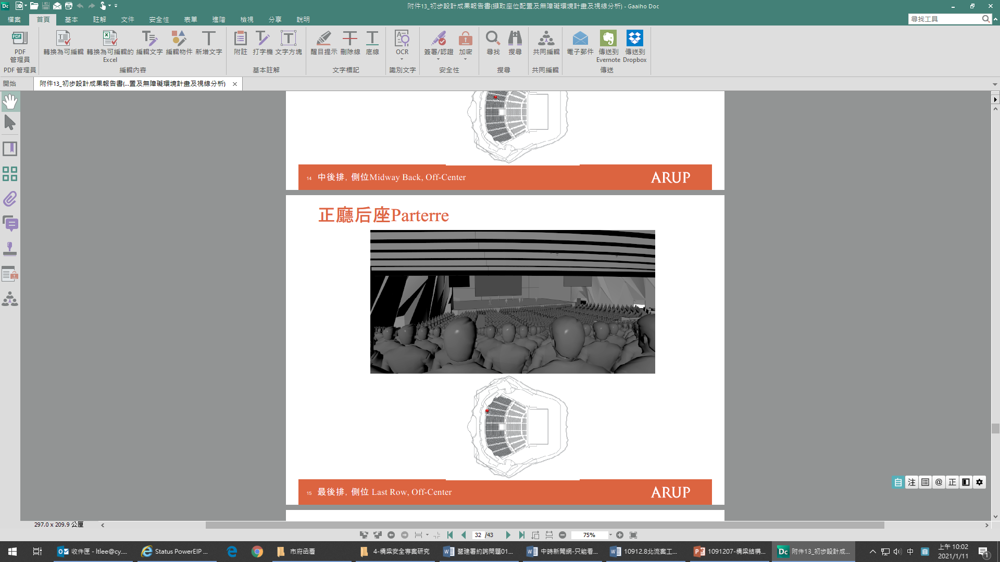 附件13_初步設計成果報告書(擷取座位配置及無障礙環境計畫及視線分析) - Gaaiho Doc
檔案 首頁 基本 註解 文件 安全性 表單 進階 檢視 分享 說明
尋找工具
PDF 管理員
轉換為可編輯 轉換為可編輯的 Excel 編輯文字 編輯物件 新增文字
附註 打字機 文字方塊
醒目提示 刪除線 底線
OCR
簽署/認證 加密
尋找 搜尋
共同編輯
電子郵件 傳送到 Evernote 傳送到 Dropbox
PDF 管理員 編輯內容 基本註解 文字標記 識別文字 安全性 搜尋 共同編輯 傳送
開始 附件13_初步設計成果報告書(...置及無障礙環境計畫及視線分析)
14 中後排, 側位Midway Back, Off-Center ARUP
正廳后座Parterre
15 最後排, 側位 Last Row, Off-Center ARUP
自 注 @ 正
297.0 x 209.9 公厘
32 /43 75%
收件匣 - ltlee@cy....
Status PowerEIP ...
市府函覆
4-橋梁安全專案研究
營建署約詢問題01...
中時新聞網-只能看...
10912.8北流案工...
1091207-橋梁結構...
附件13_初步設計成...
中
上午 10:02
2021/1/11
1